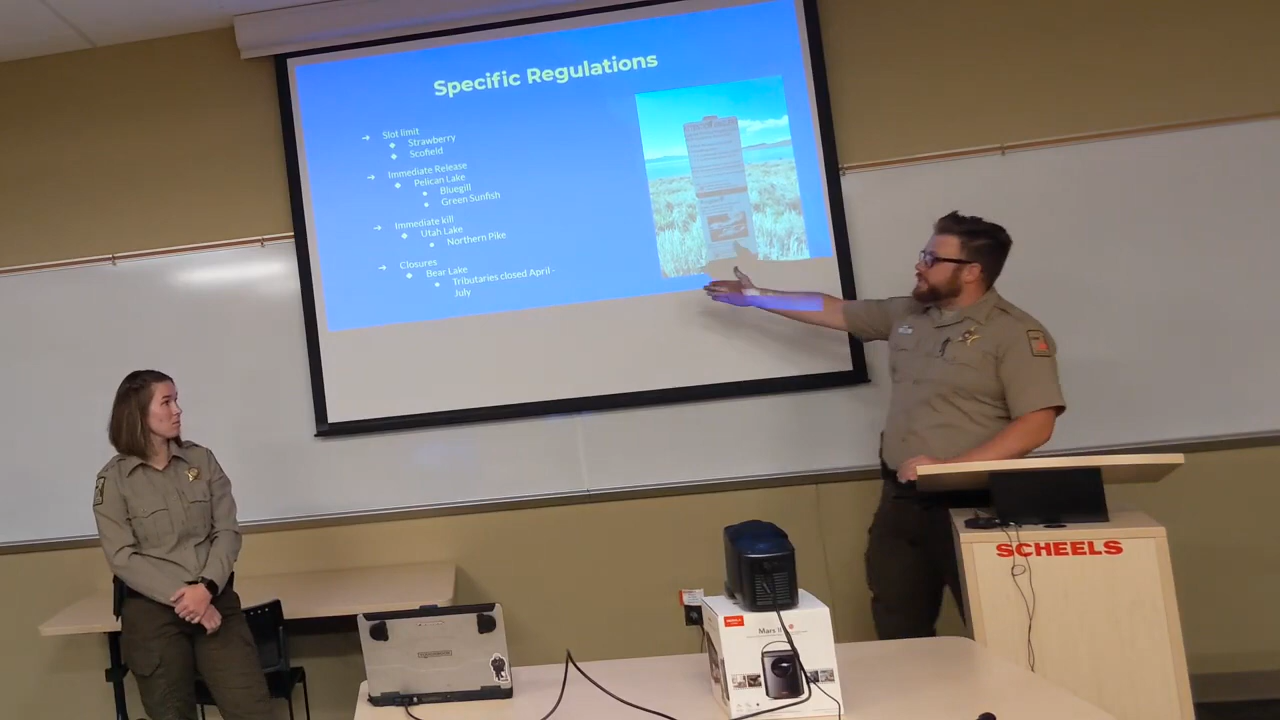 Specific Regulations
➔ Slot limit
◆ Strawberry
◆ Scofield
➔ Immediate Release
◆ Pelican Lake
● Bluegill
● Green Sunfish
➔ Immediate kill
◆ Utah Lake
● Northern Pike
➔ Closures
◆ Bear Lake
● Tributaries closed April -
July
SCHEELS
Mars II